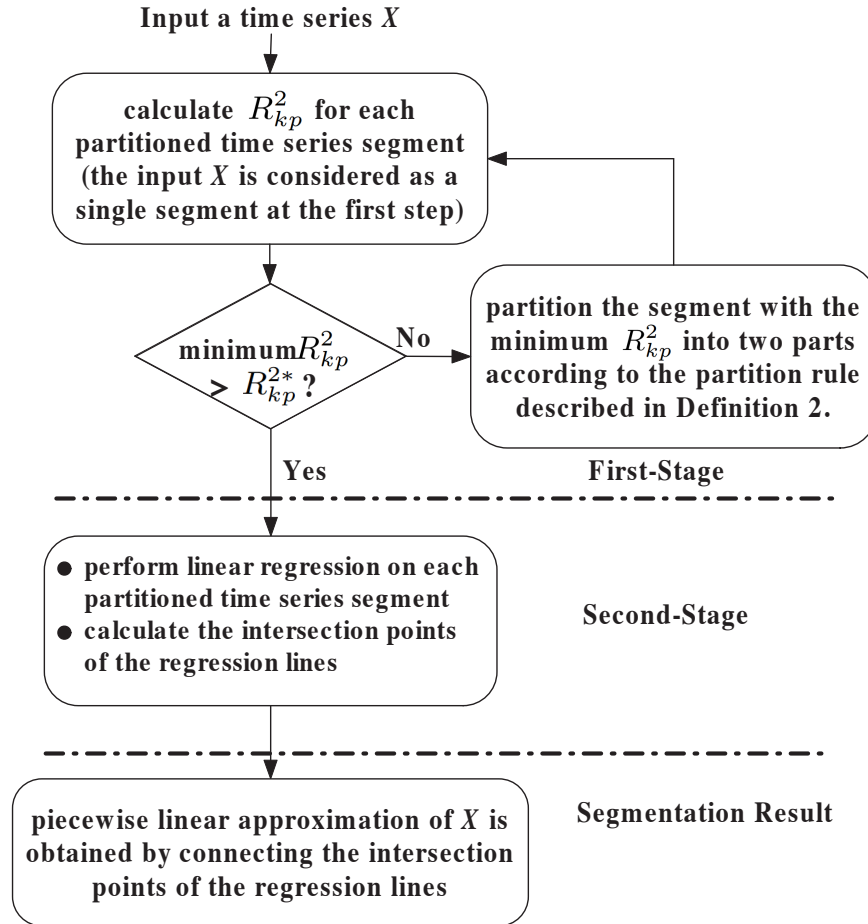 Input a time series X
calculate R²ₖₚ for each
partitioned time series segment
(the input X is considered as a
single segment at the first step)
minimum R²ₖₚ
> R²*ₖₚ ?
No
partition the segment with the
minimum R²ₖₚ into two parts
according to the partition rule
described in Definition 2.
Yes
First-Stage
● perform linear regression on each
partitioned time series segment
● calculate the intersection points
of the regression lines
Second-Stage
piecewise linear approximation of X is
obtained by connecting the intersection
points of the regression lines
Segmentation Result